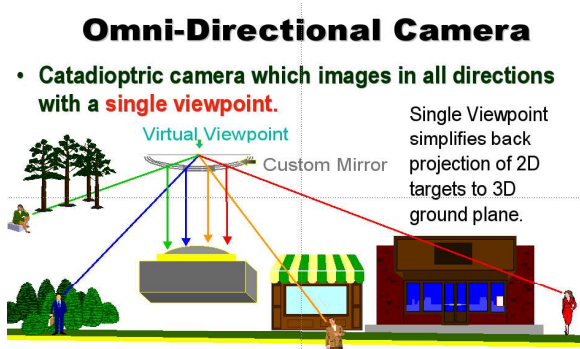 Omni-Directional Camera
• Catadioptric camera which images in all directions
with a single viewpoint.
Single Viewpoint
simplifies back
projection of 2D
targets to 3D
ground plane.
Virtual Viewpoint
Custom Mirror